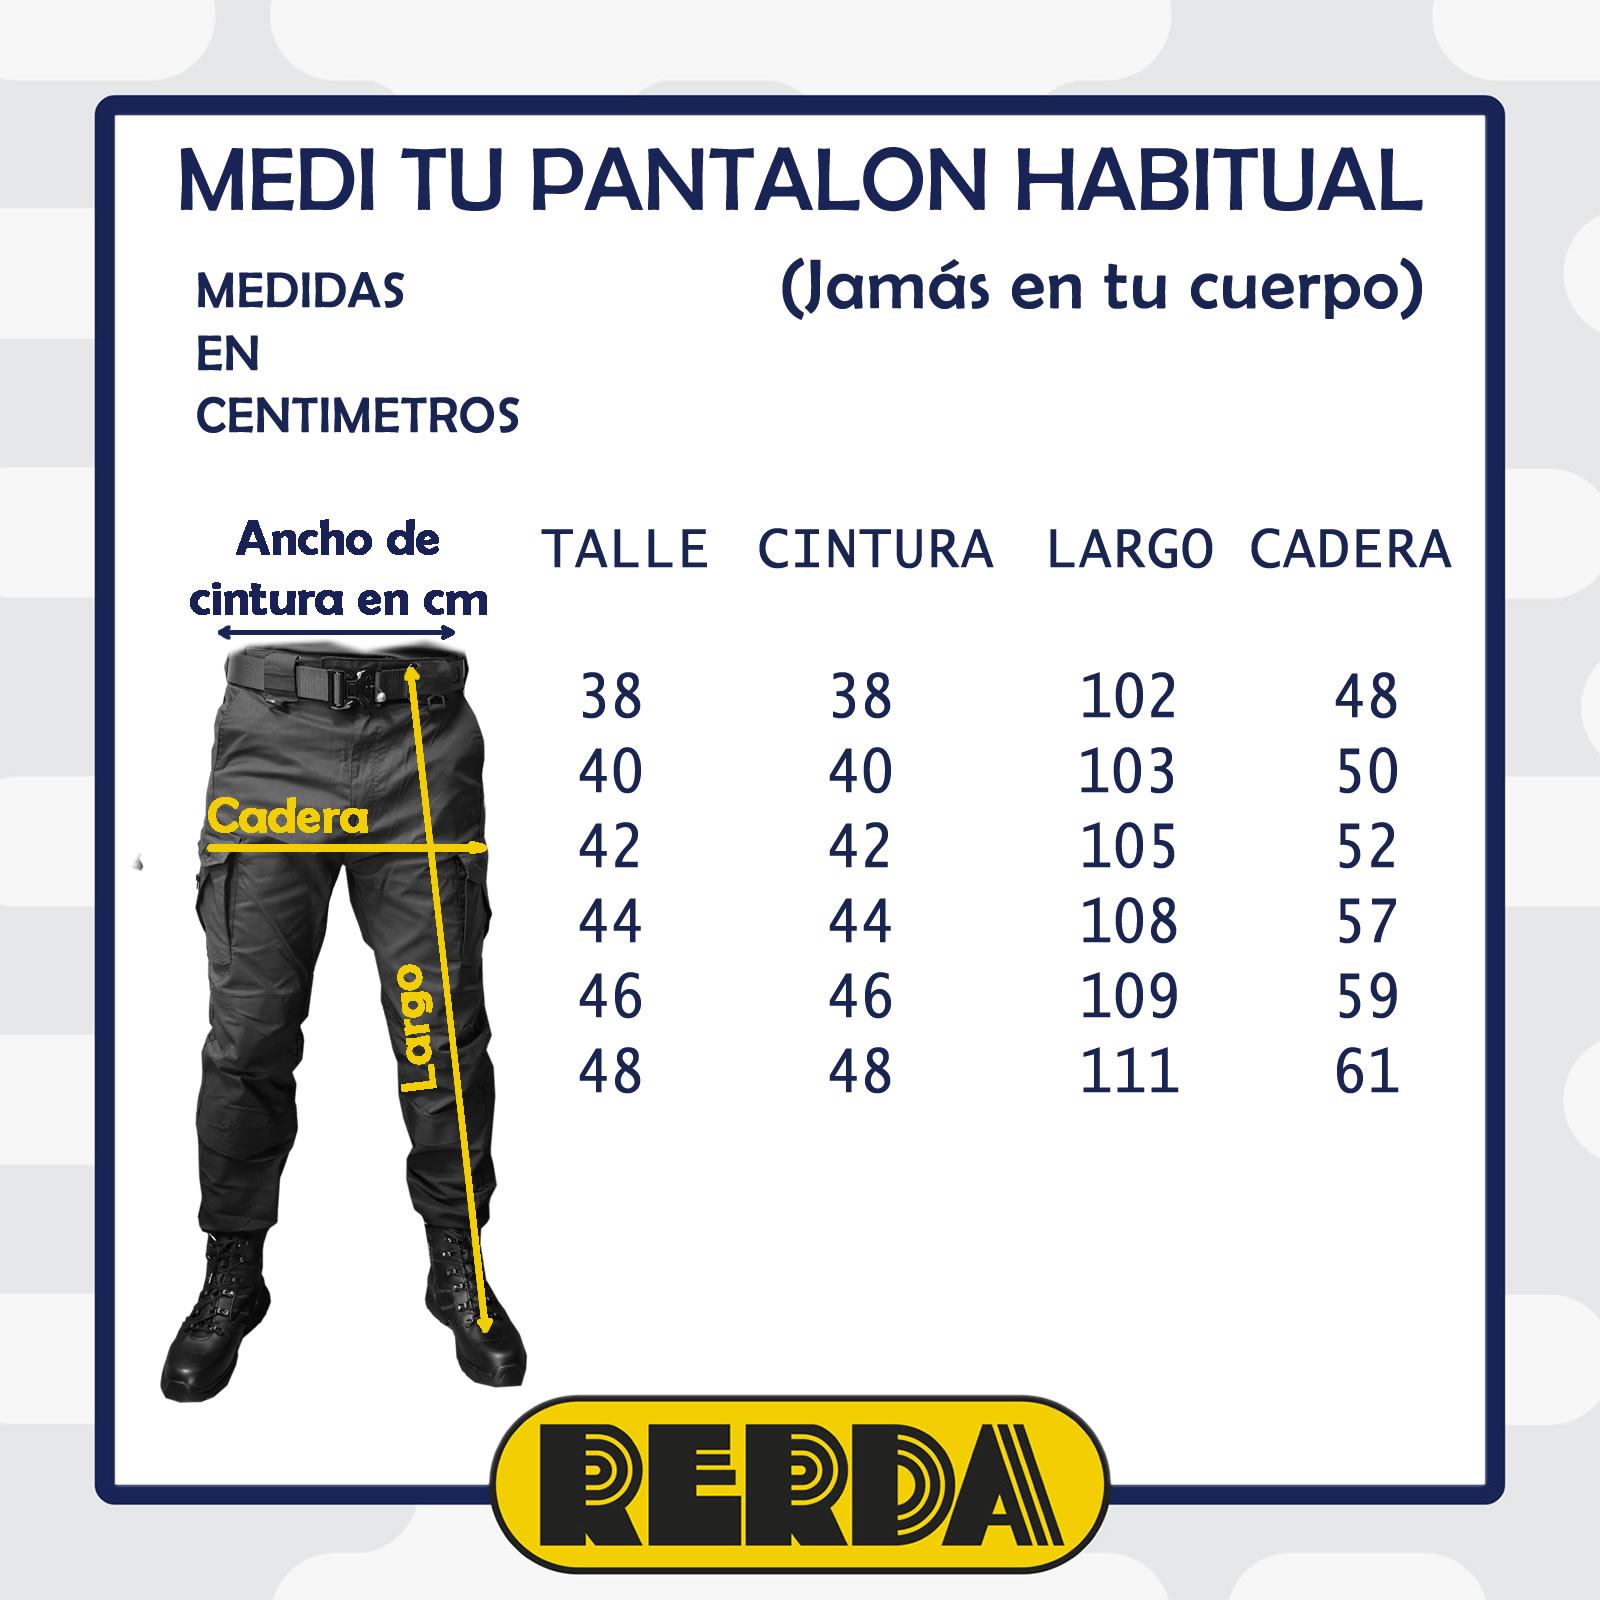 MEDI TU PANTALON HABITUAL
(Jamás en tu cuerpo)
MEDIDAS
EN
CENTIMETROS
Ancho de
cintura en cm
Cadera
Largo
TALLE CINTURA LARGO CADERA
38 38 102 48
40 40 103 50
42 42 105 52
44 44 108 57
46 46 109 59
48 48 111 61
RERDA